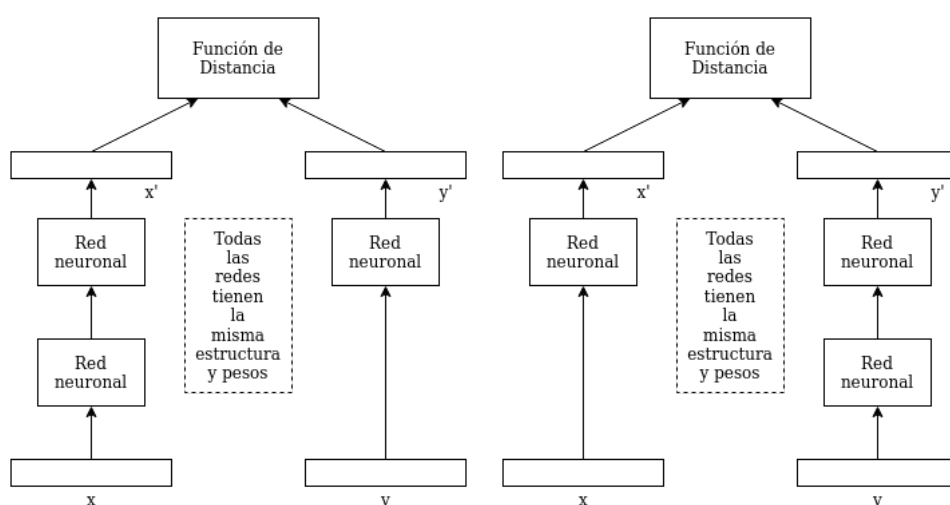 Función de
Distancia
x'
y'
Red
neuronal
Todas
las
redes
tienen
la
misma
estructura
y pesos
Red
neuronal
Red
neuronal
x
y
Función de
Distancia
x'
y'
Red
neuronal
Todas
las
redes
tienen
la
misma
estructura
y pesos
Red
neuronal
Red
neuronal
x
y